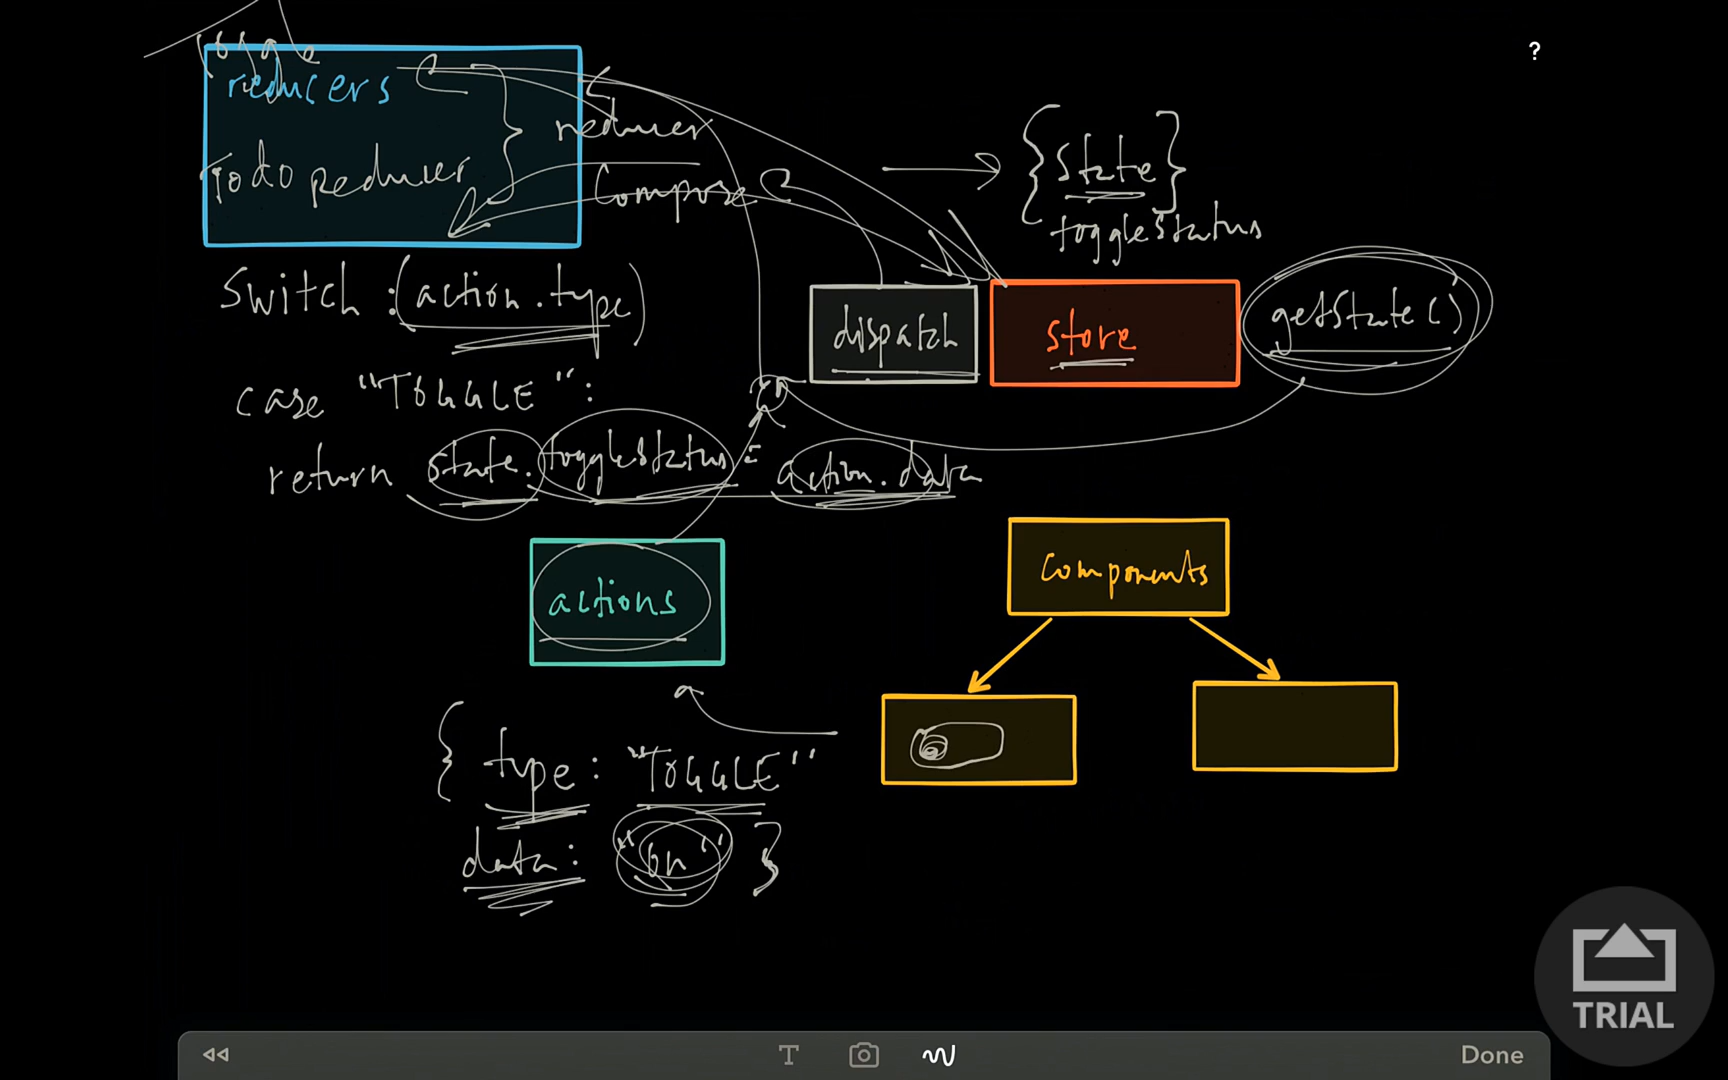 ?
Toggle
reducers
Todo reducer
reducer
Compose
{ state }
{ toggleStatus
switch : (action.type)
case "TOGGLE" :
return state.toggleStatus = action.data
dispatch
store
getState()
actions
components
{ type : "TOGGLE"
data : "on" }
TRIAL
T
Done